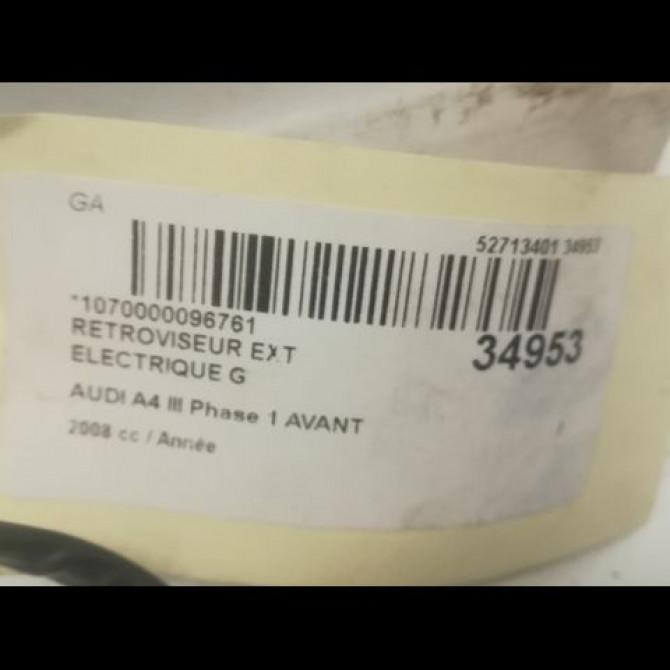 GA
52713401 34953
*1070000096761
34953
RETROVISEUR EXT
ELECTRIQUE G
AUDI A4 III Phase 1 AVANT
2008 cc / Année